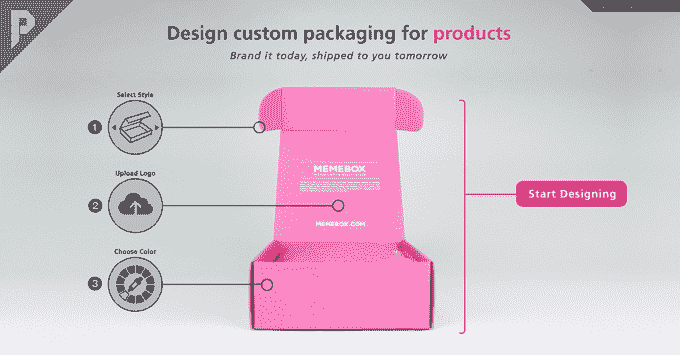 P
Design custom packaging for products
Brand it today, shipped to you tomorrow
Select Style
1
Upload Logo
2
Choose Color
3
MEMEBOX
MEMEBOX.COM
Start Designing